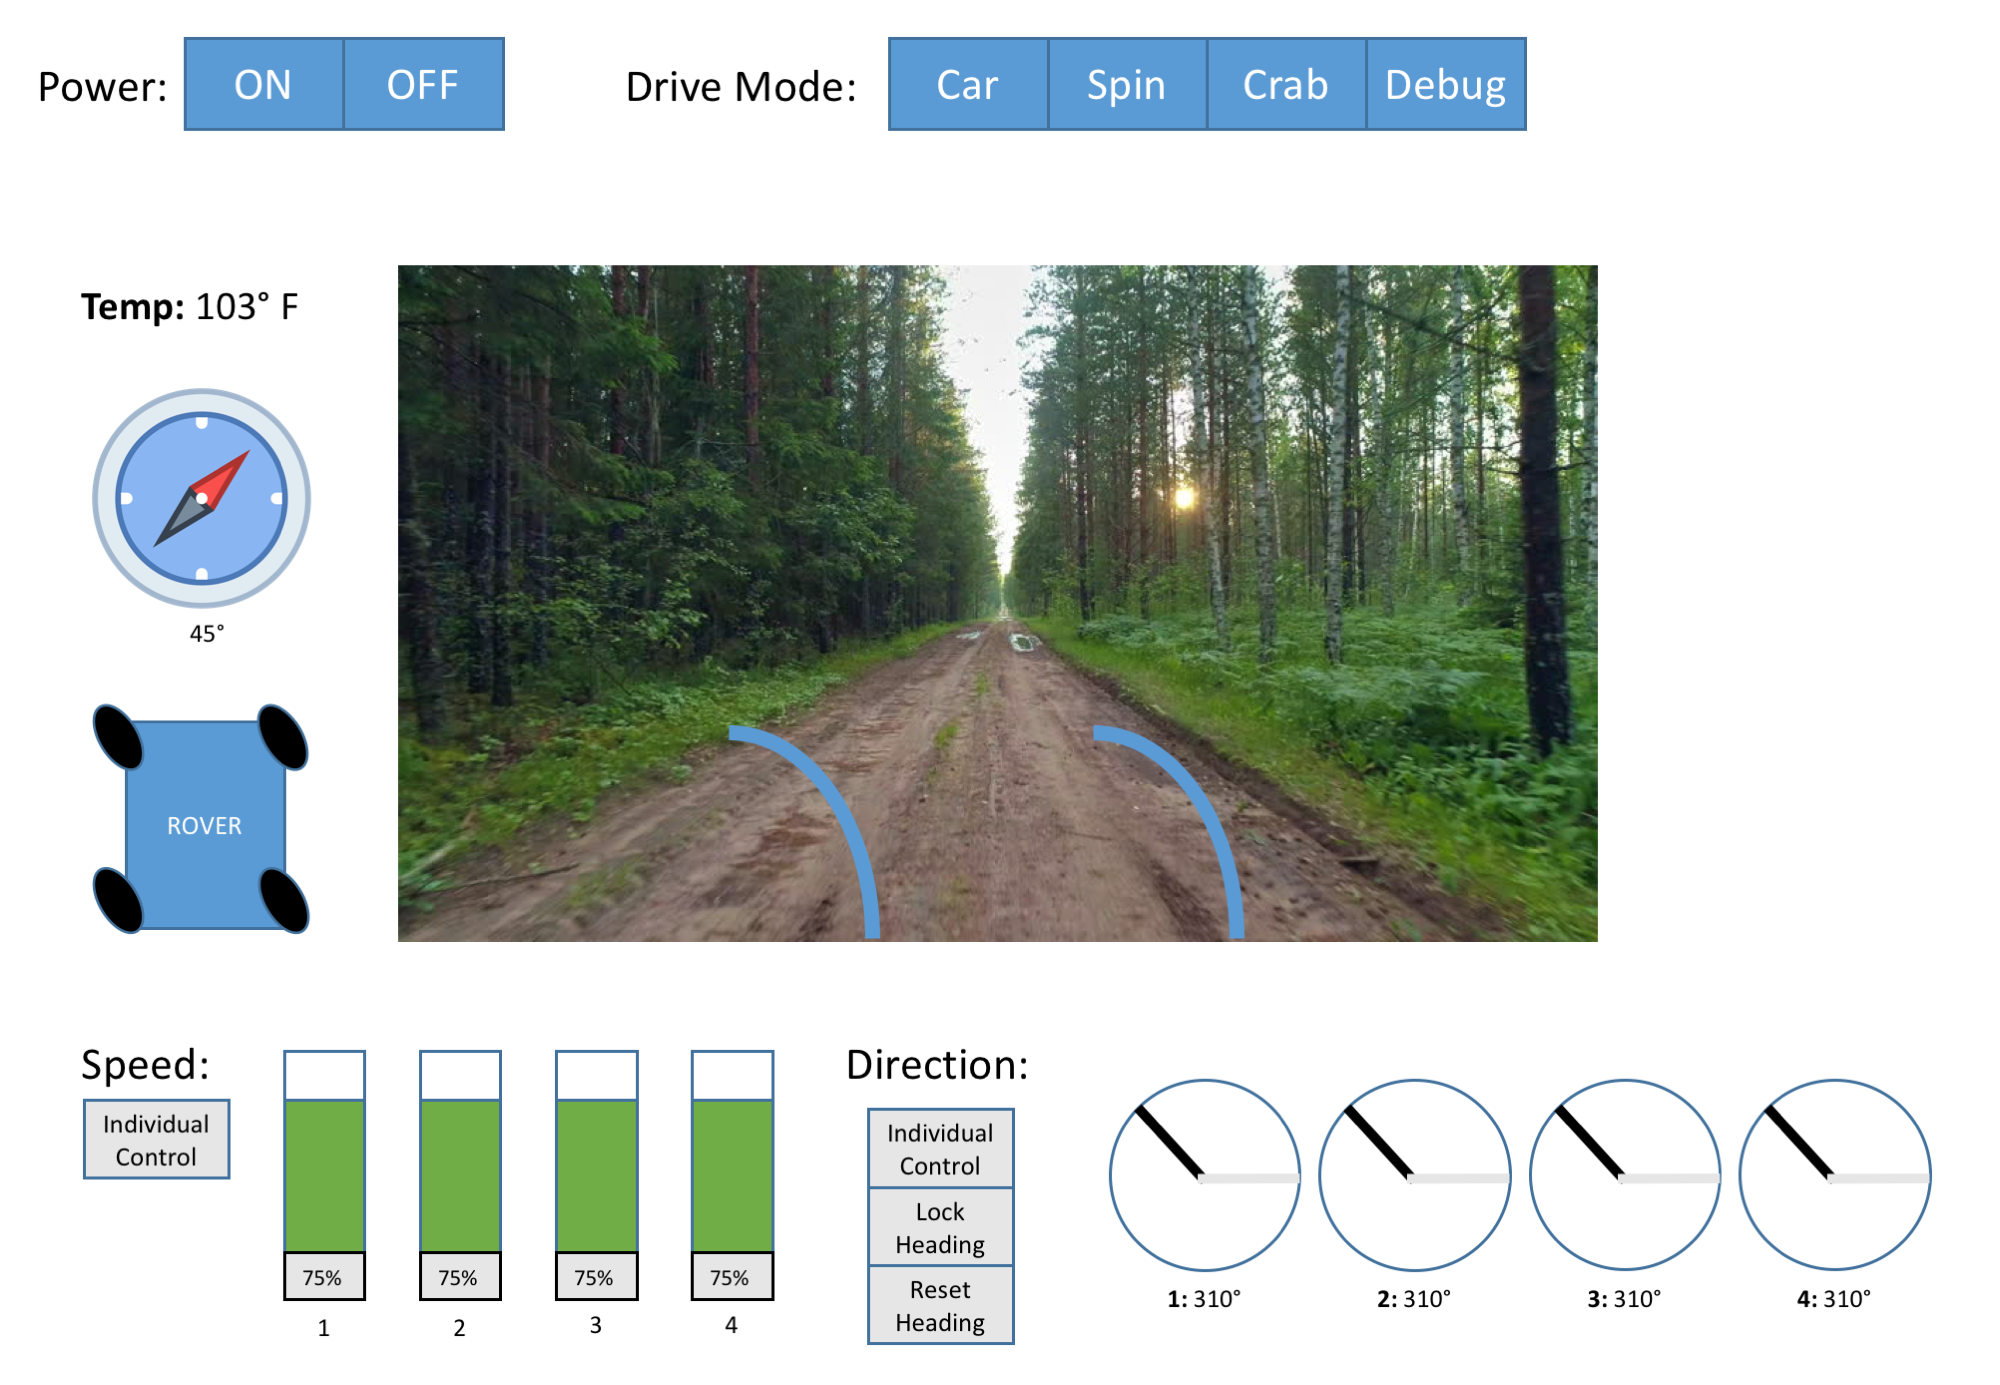 Power: ON OFF Drive Mode: Car Spin Crab Debug
Temp: 103° F
45°
ROVER
Speed:
Individual
Control
75% 75% 75% 75%
1 2 3 4
Direction:
Individual
Control
Lock
Heading
Reset
Heading
1: 310° 2: 310° 3: 310° 4: 310°